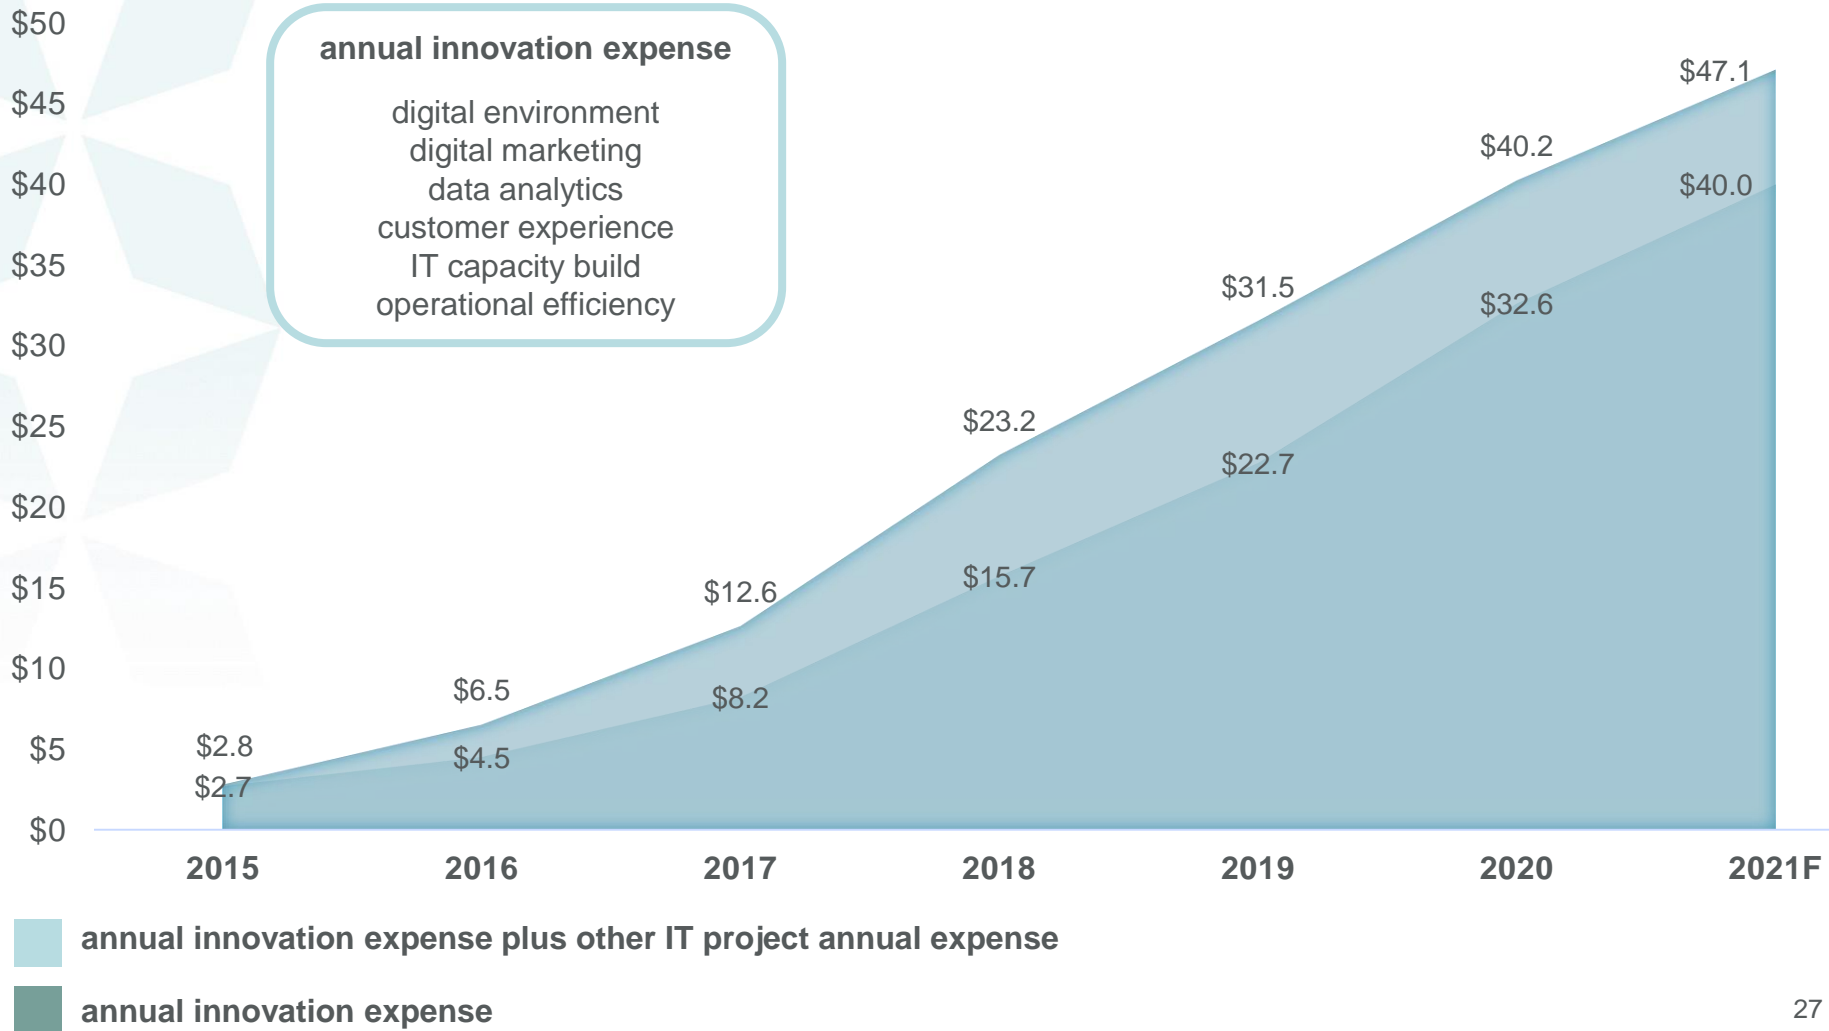 $50
$45
$40
$35
$30
$25
$20
$15
$10
$5
$0
annual innovation expense
digital environment
digital marketing
data analytics
customer experience
IT capacity build
operational efficiency
$2.8
$6.5
$12.6
$23.2
$31.5
$40.2
$47.1
$2.7
$4.5
$8.2
$15.7
$22.7
$32.6
$40.0
2015 2016 2017 2018 2019 2020 2021F
annual innovation expense plus other IT project annual expense
annual innovation expense
27